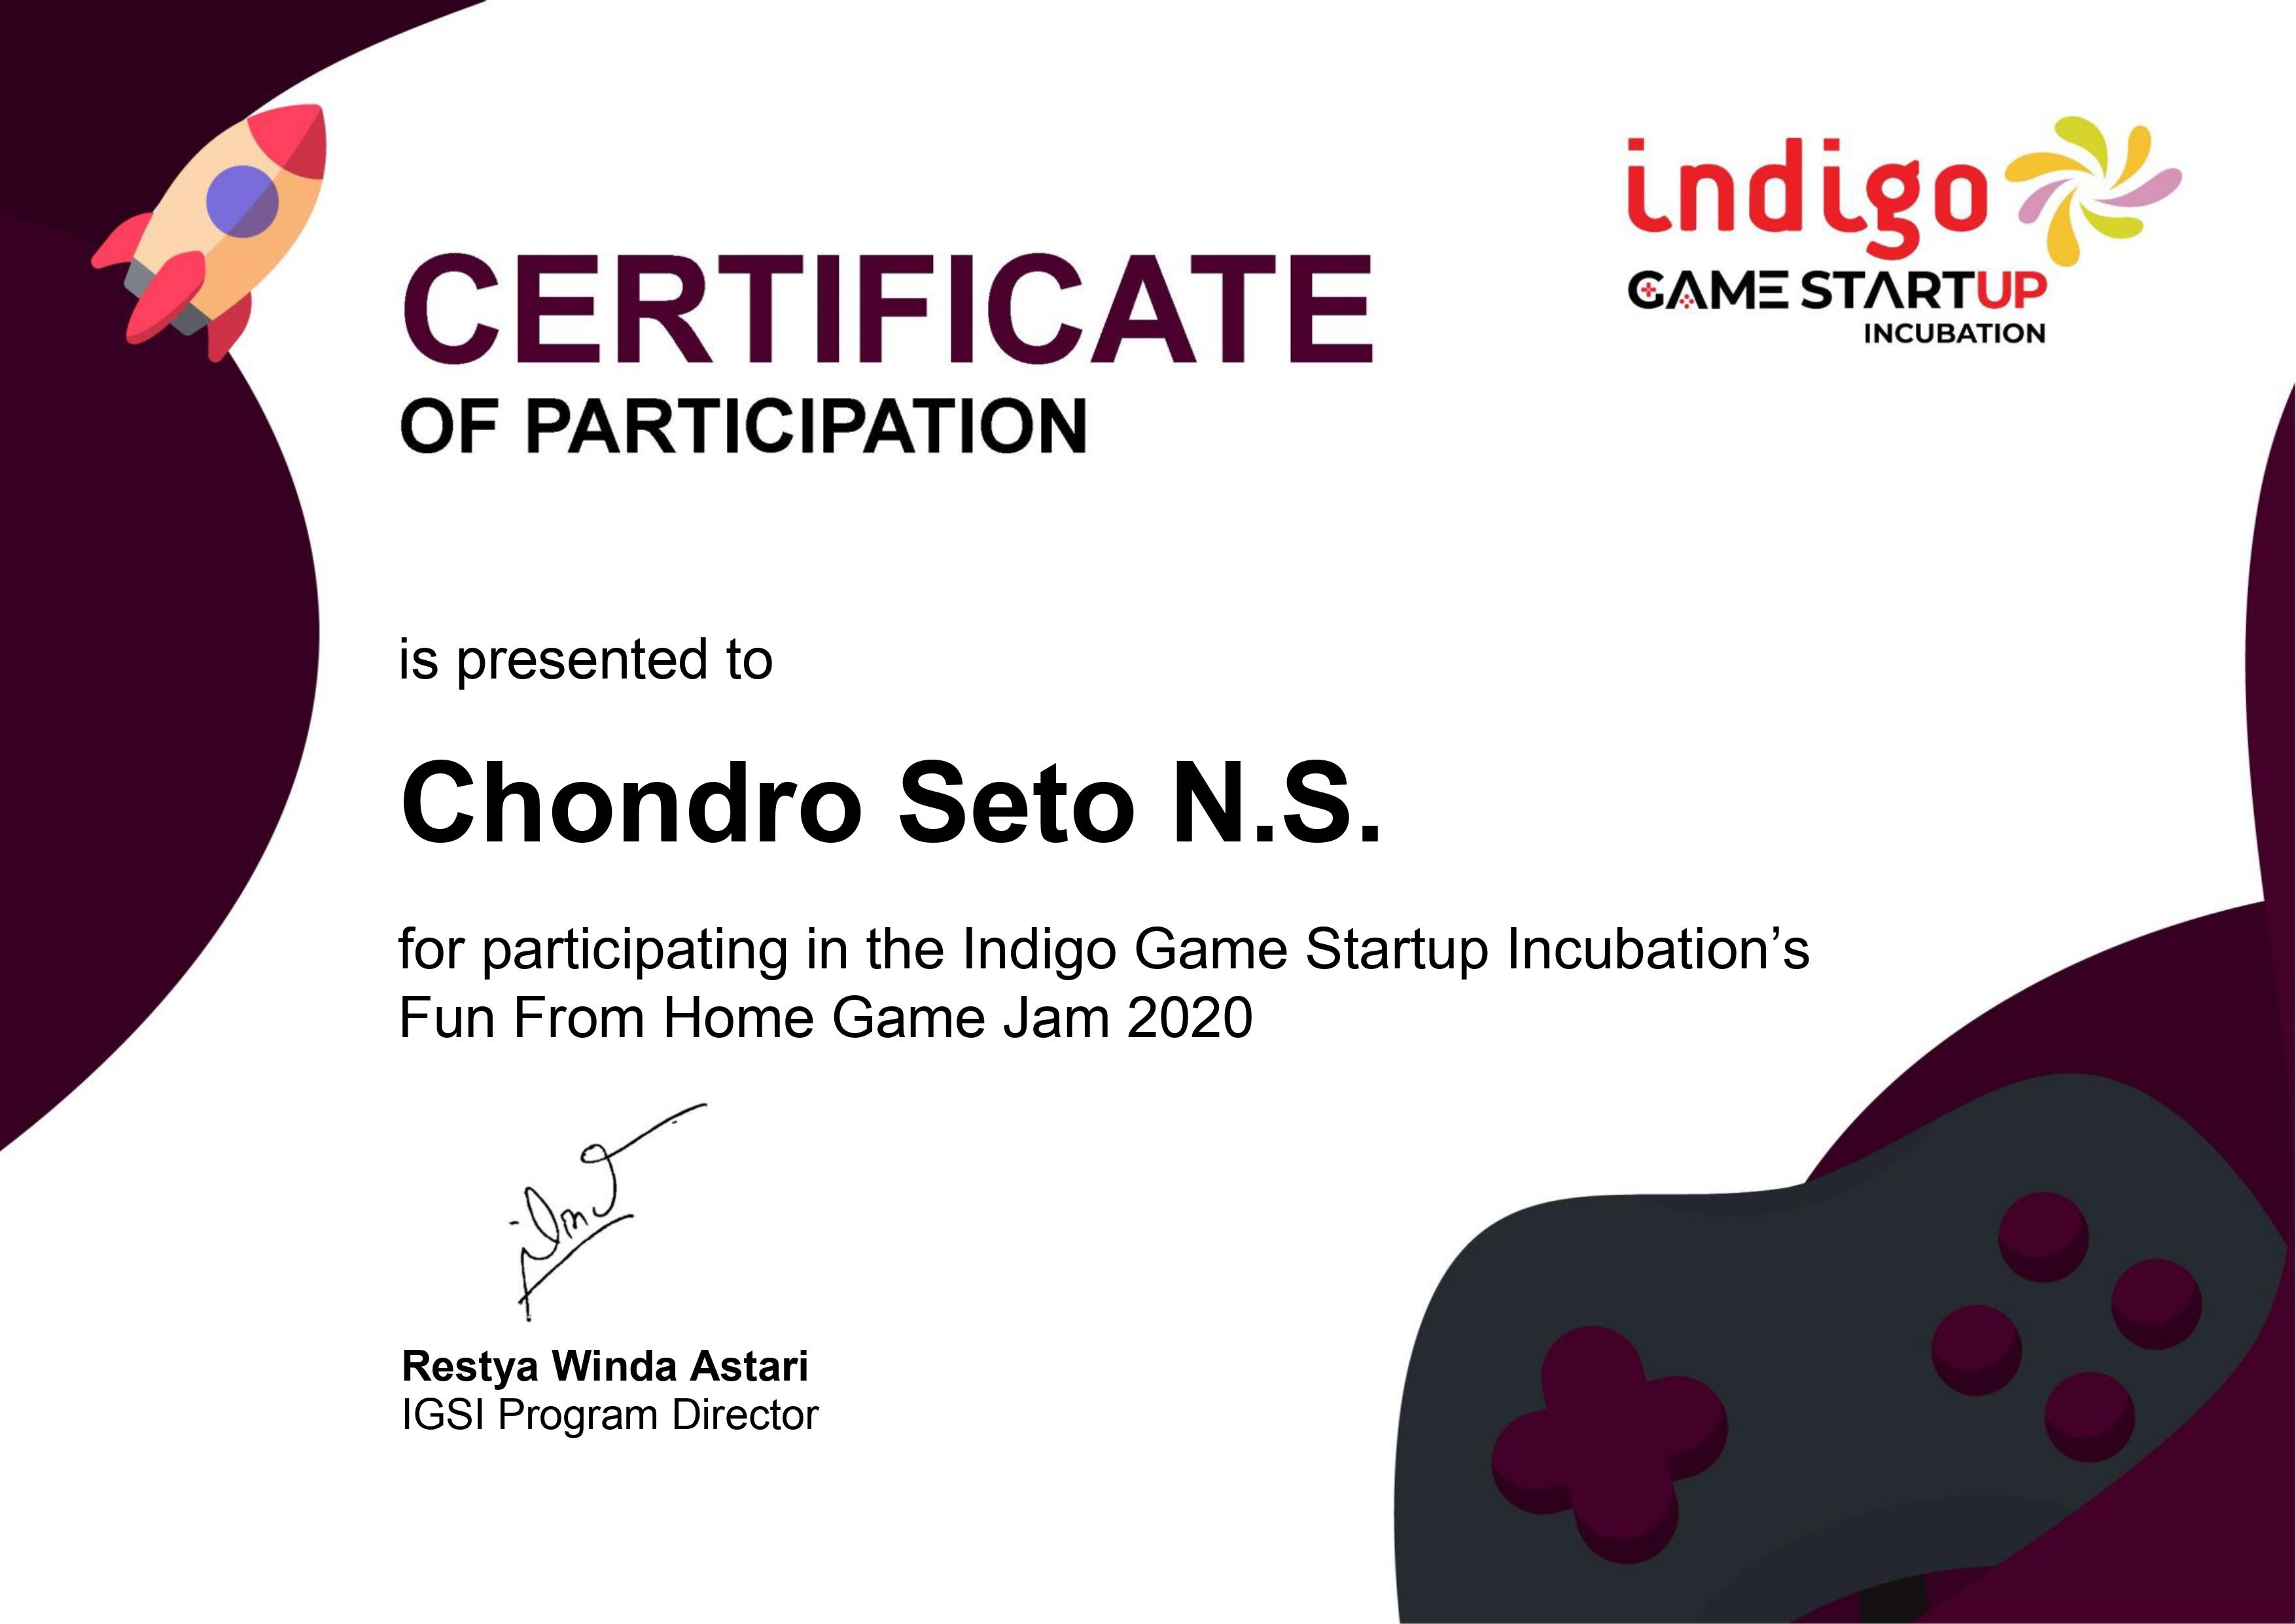 indigo
GAME STARTUP
INCUBATION
CERTIFICATE
OF PARTICIPATION
is presented to
Chondro Seto N.S.
for participating in the Indigo Game Startup Incubation’s
Fun From Home Game Jam 2020
Restya Winda Astari
IGSI Program Director